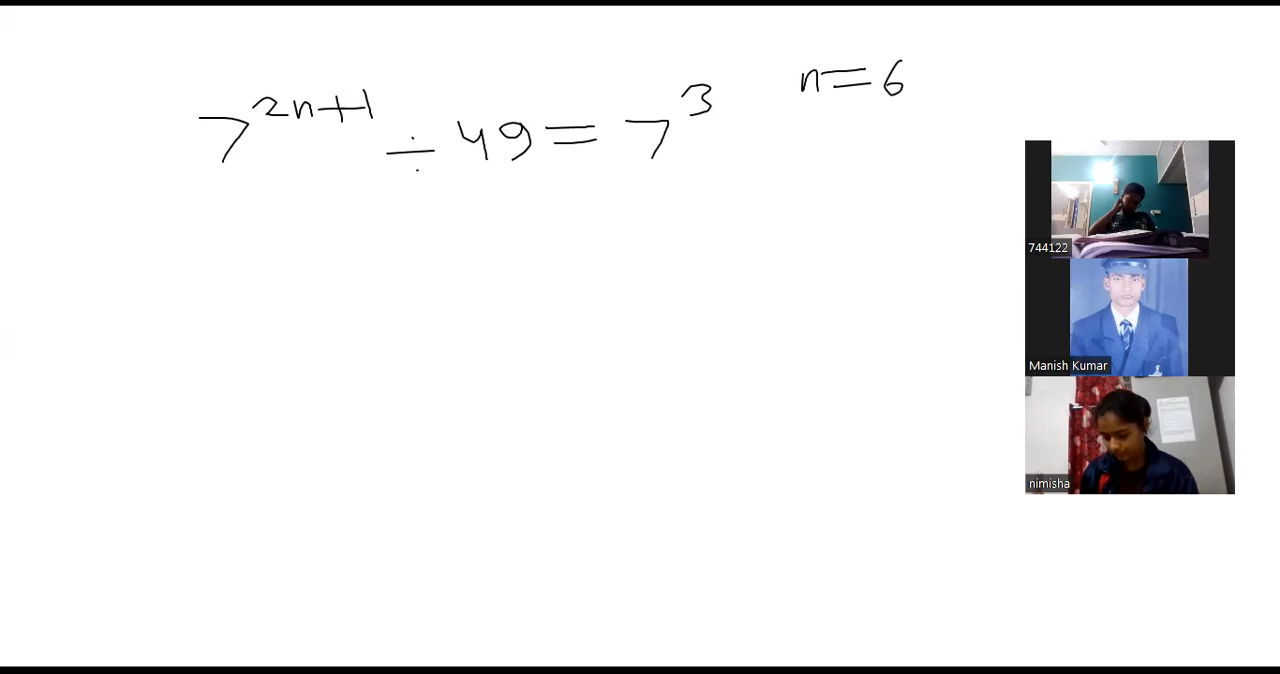 7^{2n+1} ÷ 49 = 7^3 n = 6
744122
Manish Kumar
nimisha